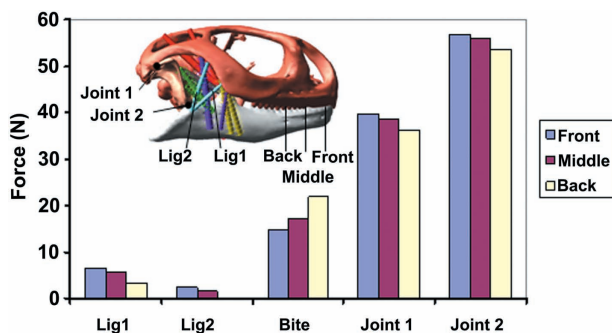 60
50
40
30
20
10
0
Force (N)
Joint 1
Joint 2
Lig2
Lig1
Back
Front
Middle
Front
Middle
Back
Lig1
Lig2
Bite
Joint 1
Joint 2